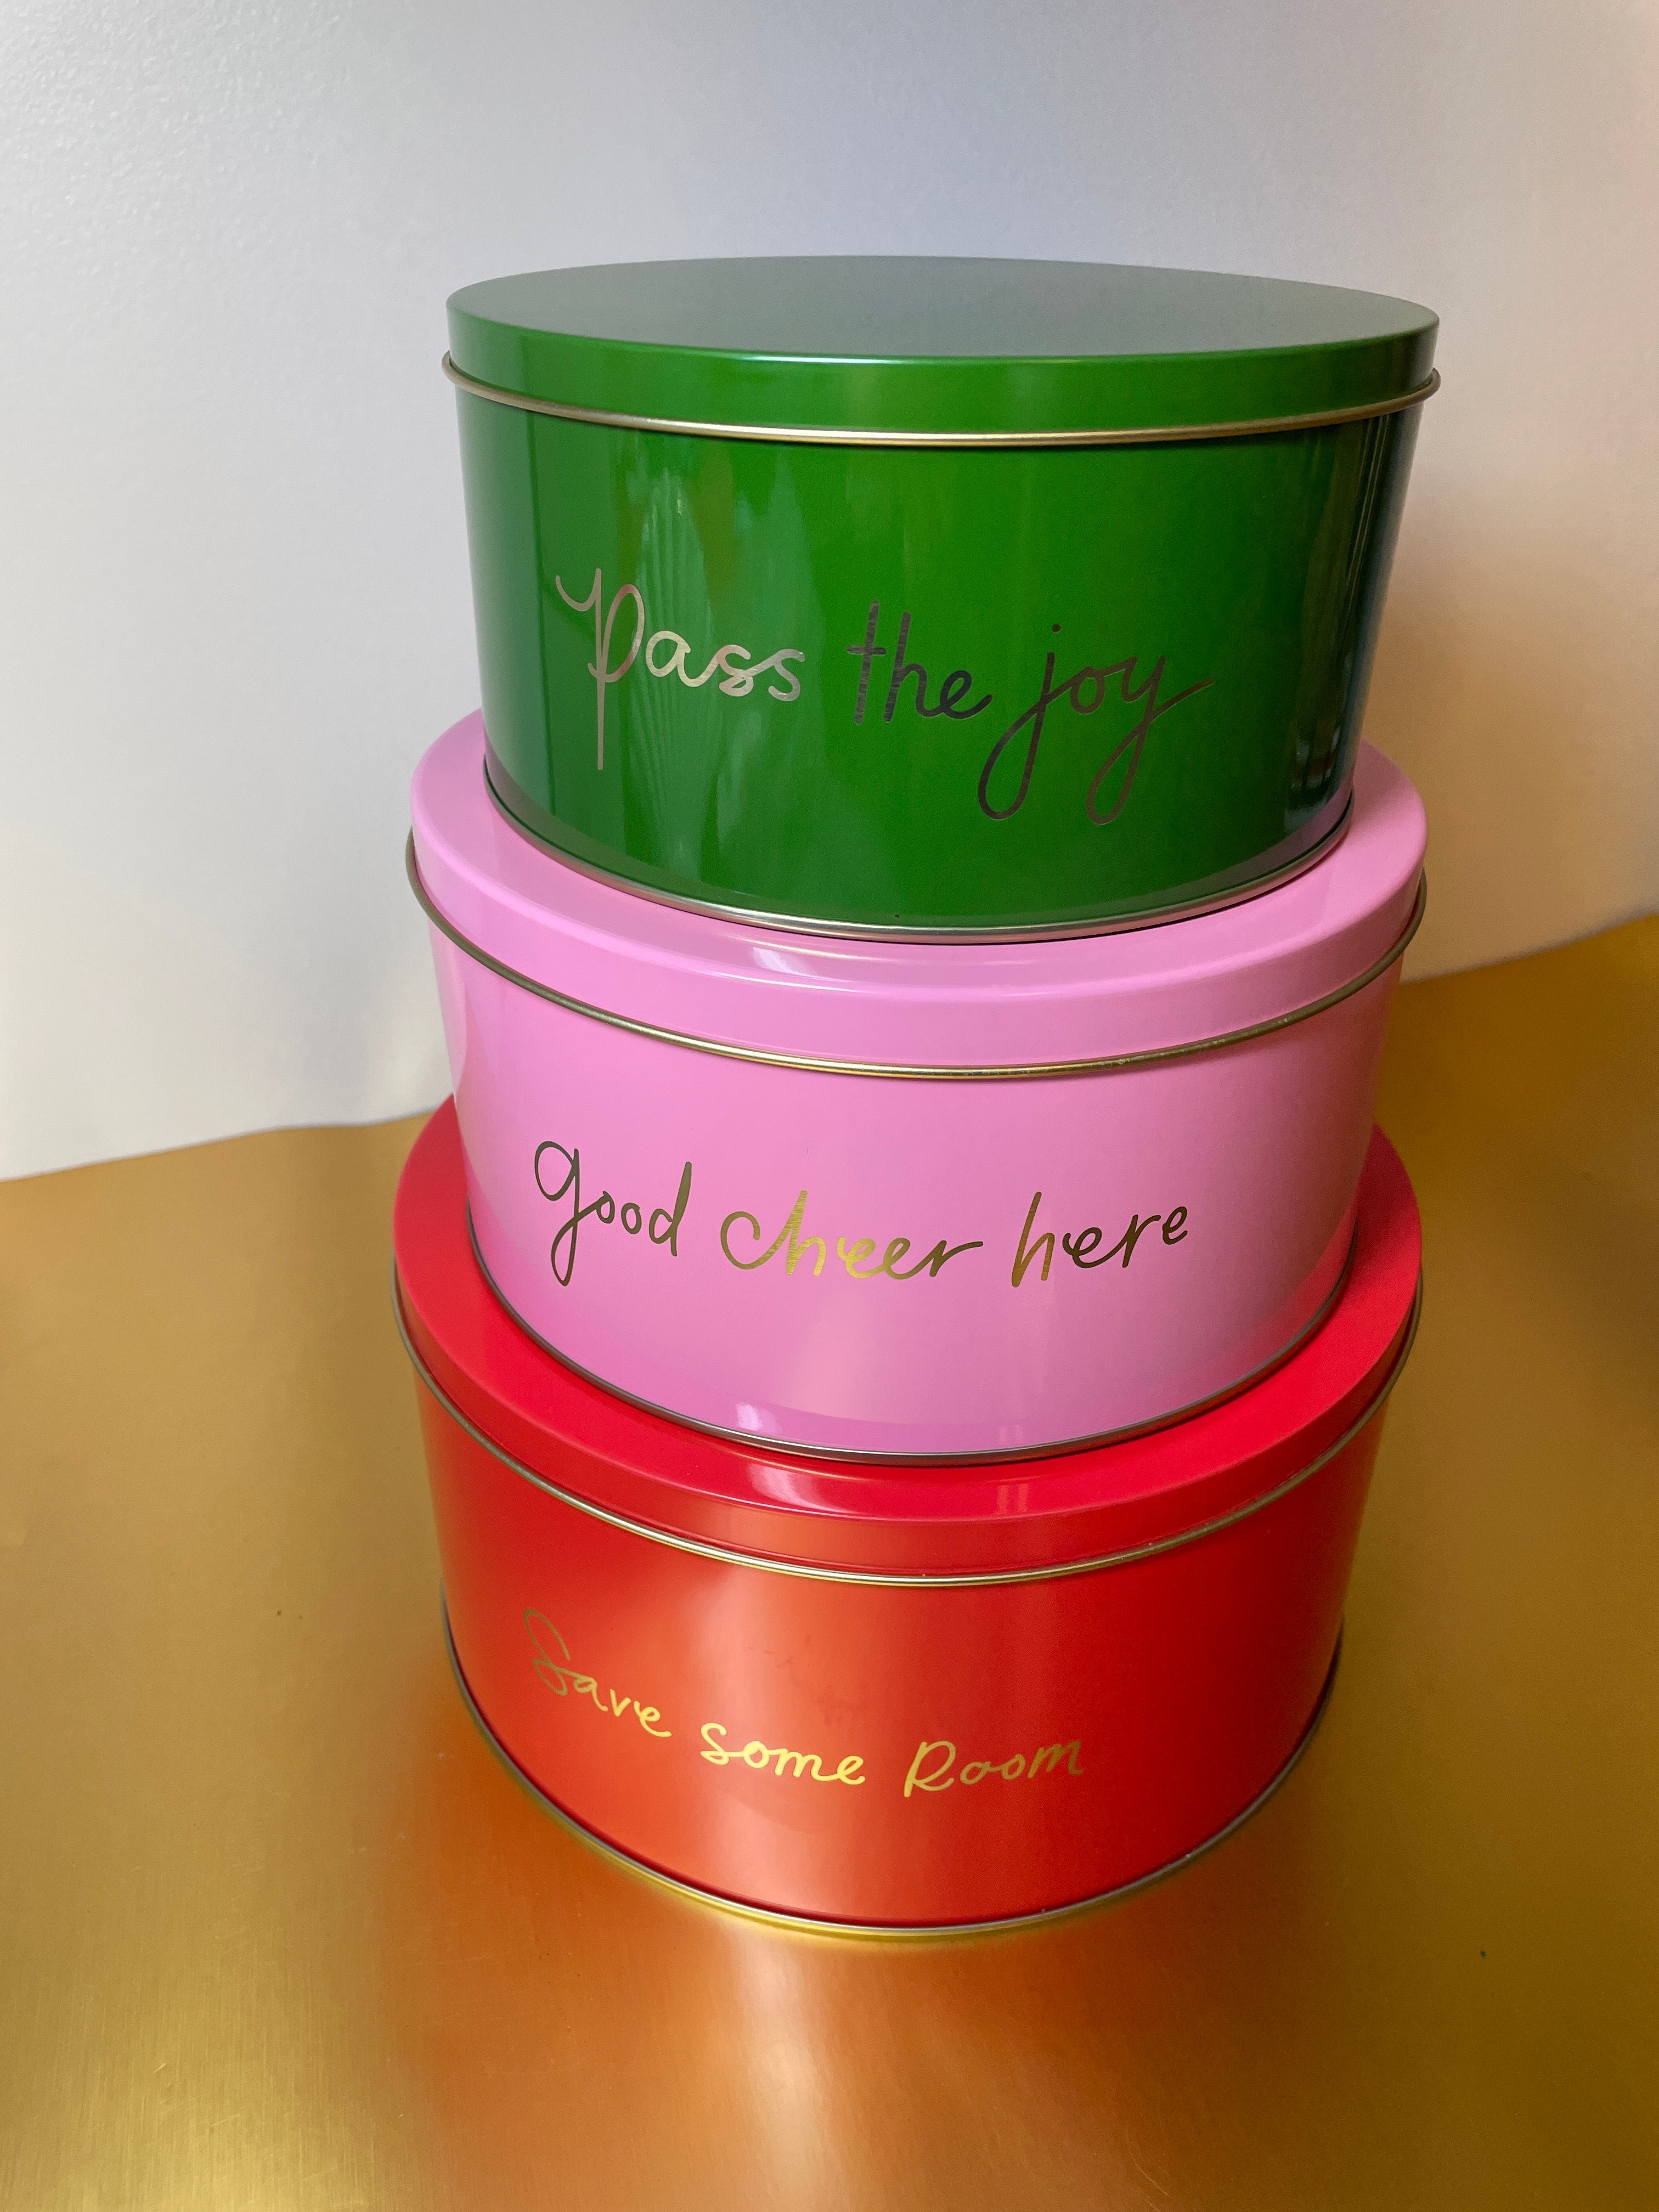 Pass the joy
good cheer here
Save some Room